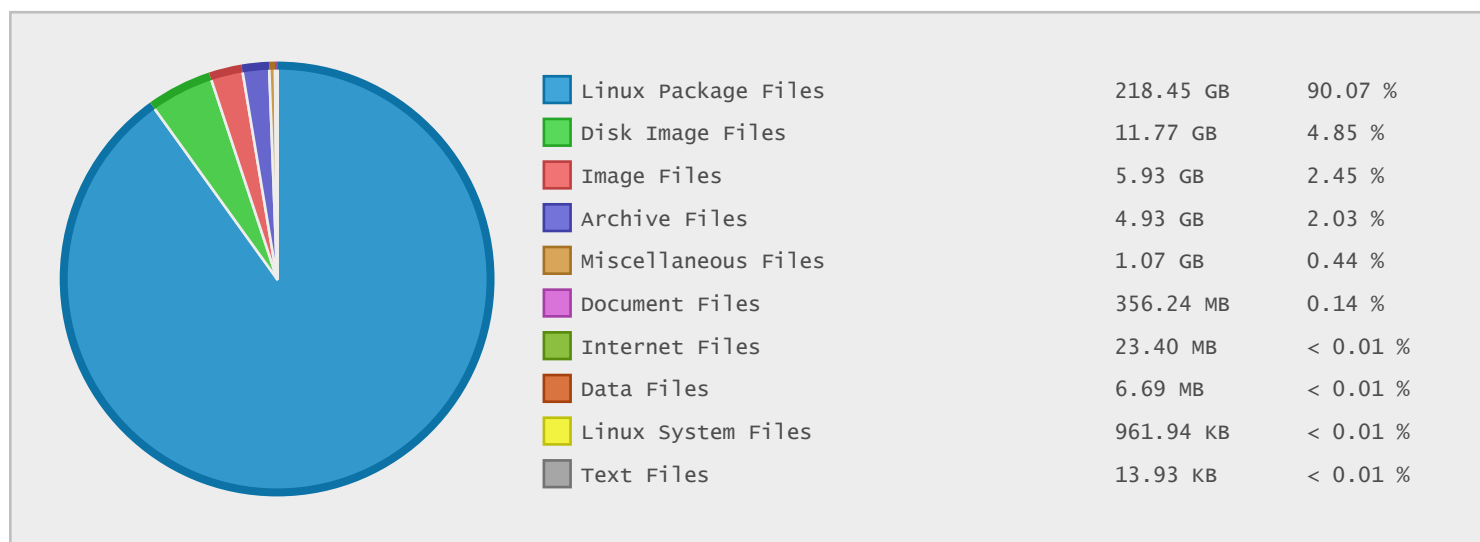 Linux Package Files 218.45 GB 90.07 %
Disk Image Files 11.77 GB 4.85 %
Image Files 5.93 GB 2.45 %
Archive Files 4.93 GB 2.03 %
Miscellaneous Files 1.07 GB 0.44 %
Document Files 356.24 MB 0.14 %
Internet Files 23.40 MB < 0.01 %
Data Files 6.69 MB < 0.01 %
Linux System Files 961.94 KB < 0.01 %
Text Files 13.93 KB < 0.01 %